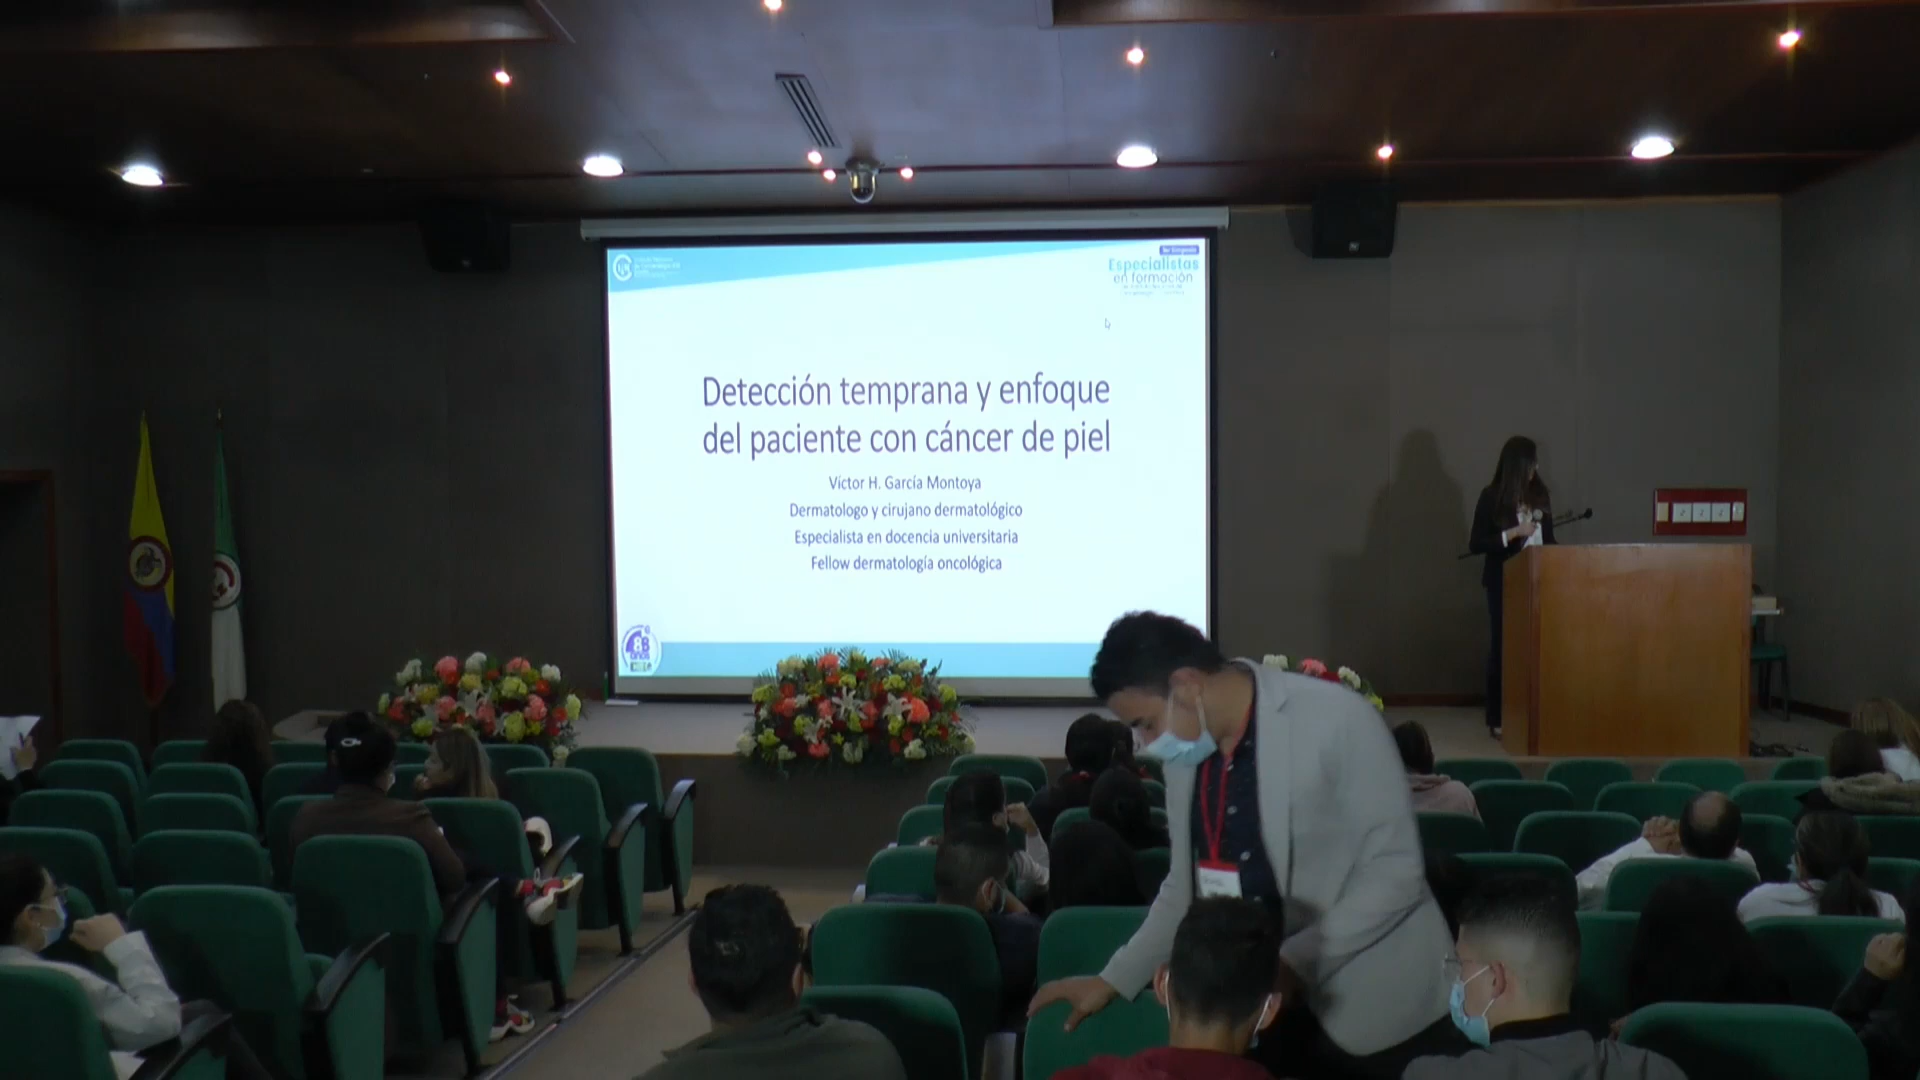 Especialistas
en formación
Detección temprana y enfoque
del paciente con cáncer de piel
Víctor H. García Montoya
Dermatologo y cirujano dermatológico
Especialista en docencia universitaria
Fellow dermatología oncológica